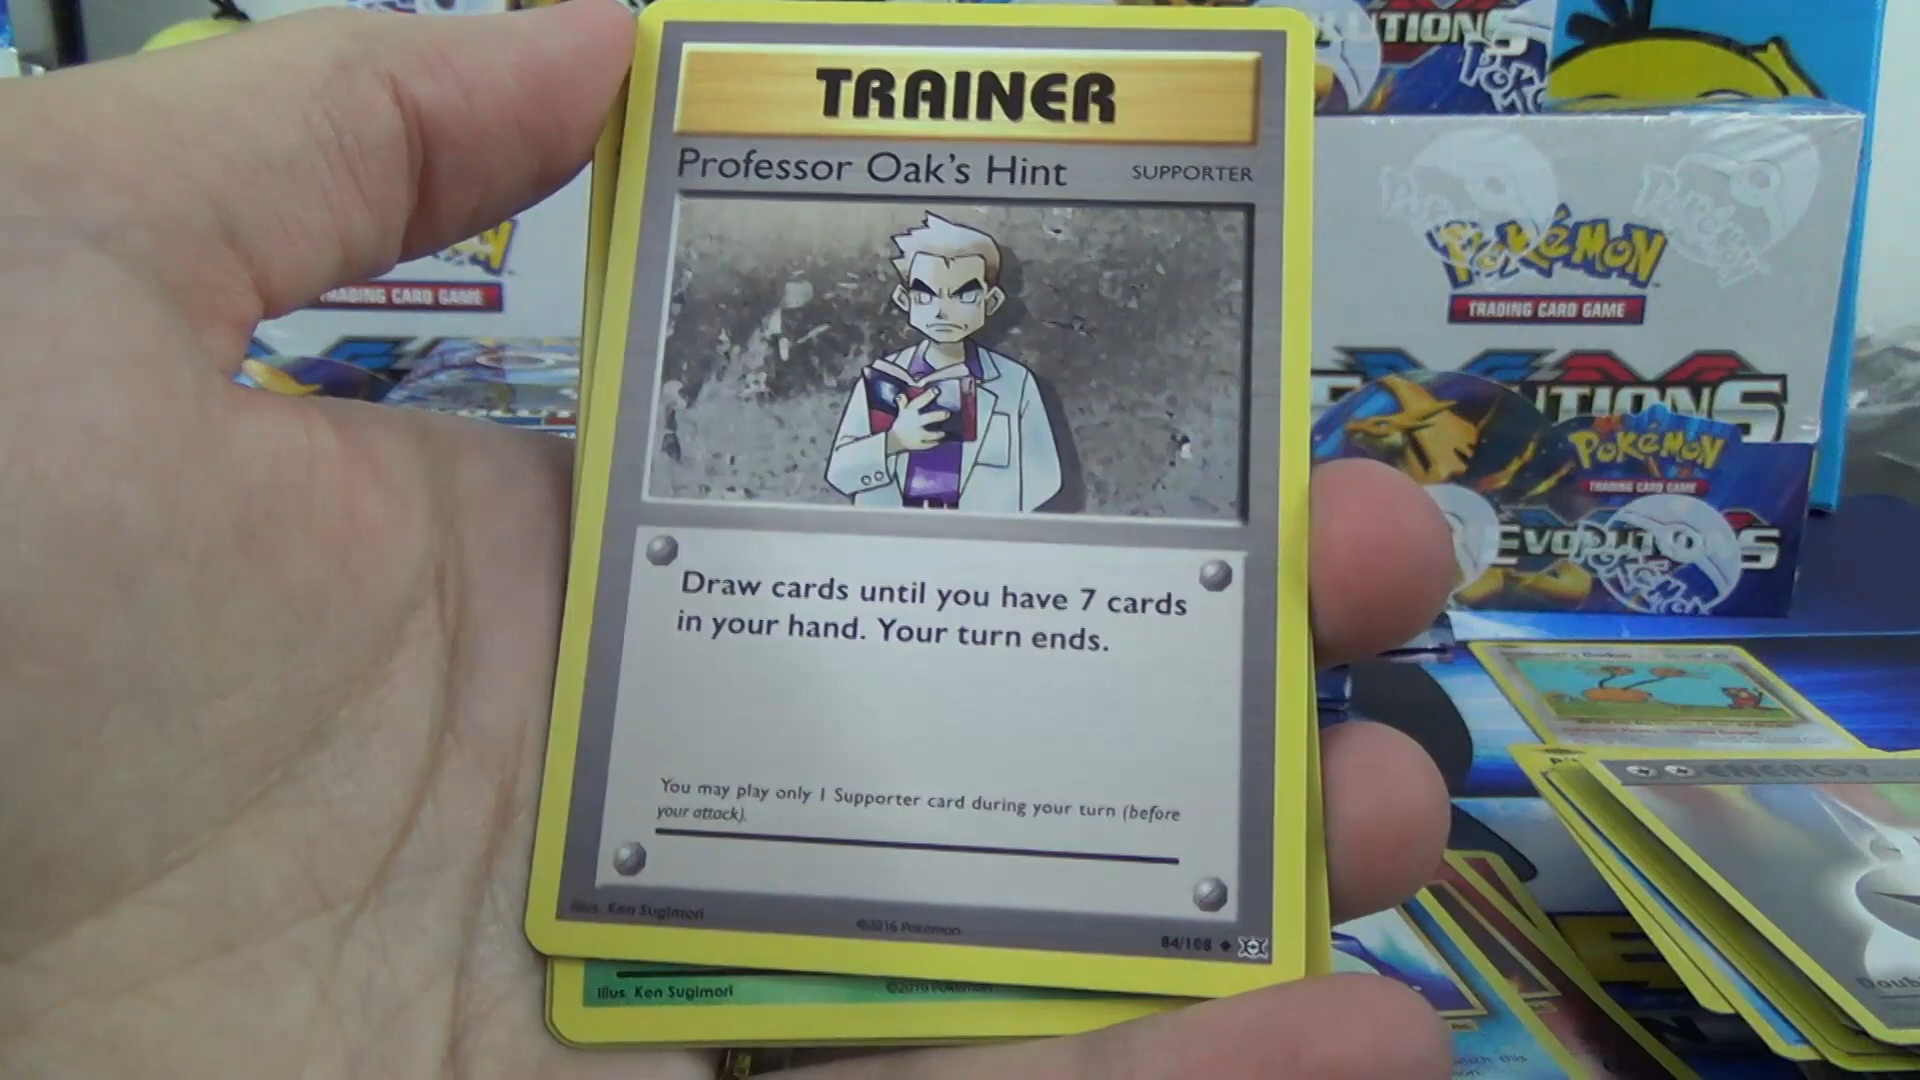 TRAINER
Professor Oak's Hint SUPPORTER
Draw cards until you have 7 cards
in your hand. Your turn ends.
You may play only 1 Supporter card during your turn (before
your attack).
Illus. Ken Sugimori
©2016 Pokémon
84/108
Illus. Ken Sugimori
©2016 Pokémon
TRADING CARD GAME
POKéMON
TRADING CARD GAME
POKéMON
TRADING CARD GAME
EVOLUTIONS
ENERGY